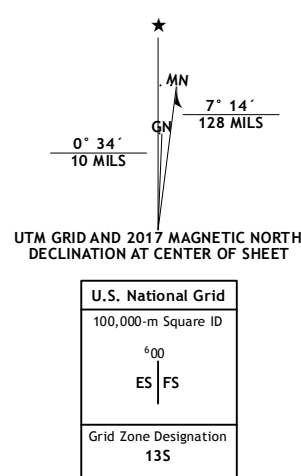 ★
MN
7° 14´
128 MILS
GN
0° 34´
10 MILS
UTM GRID AND 2017 MAGNETIC NORTH
DECLINATION AT CENTER OF SHEET
U.S. National Grid
100,000-m Square ID
⁶00
ES FS
Grid Zone Designation
13S